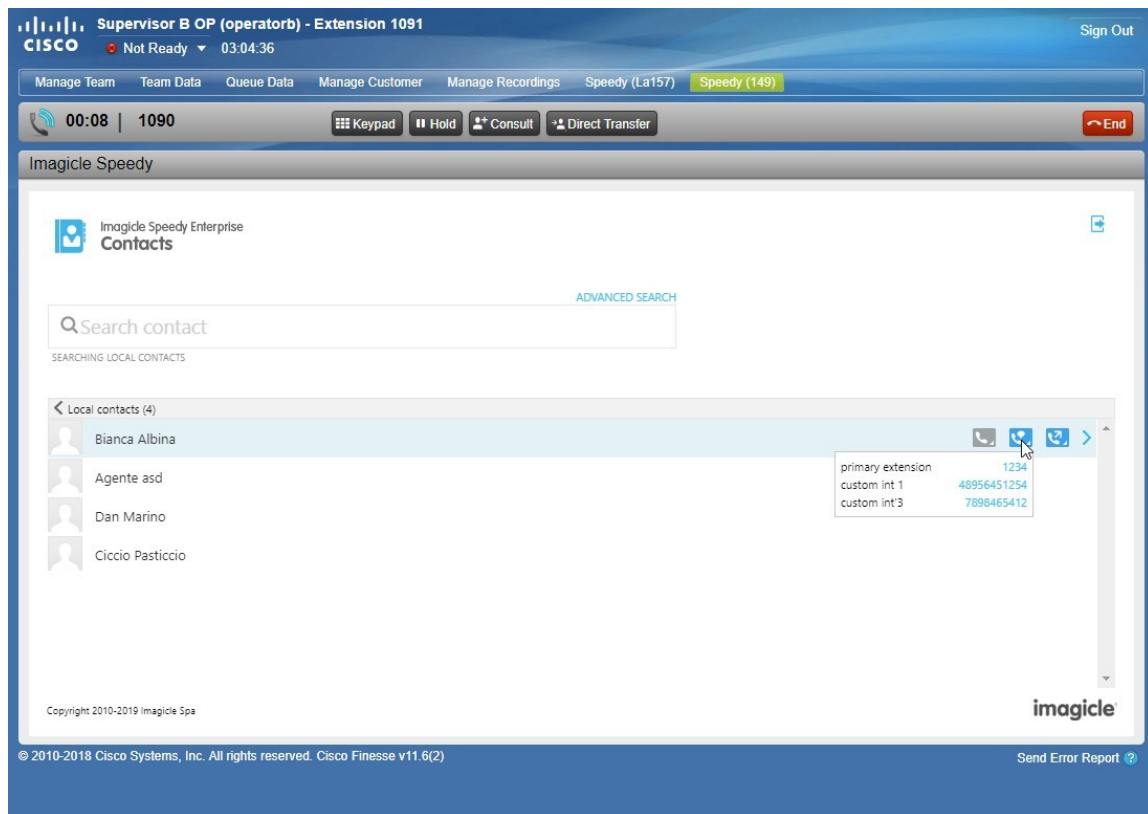 Supervisor B OP (operatorb) - Extension 1091
Sign Out
CISCO
Not Ready 03:04:36
Manage Team Team Data Queue Data Manage Customer Manage Recordings Speedy (La157) Speedy (149)
00:08 | 1090 Keypad Hold Consult Direct Transfer End
Imagicle Speedy
Imagicle Speedy Enterprise
Contacts
ADVANCED SEARCH
Search contact
SEARCHING LOCAL CONTACTS
Local contacts (4)
Bianca Albina
primary extension 1234
custom int 1 48956451254
custom int'3 7898465412
Agente asd
Dan Marino
Ciccio Pasticcio
Copyright 2010-2019 Imagicle Spa
imagicle
© 2010-2018 Cisco Systems, Inc. All rights reserved. Cisco Finesse v11.6(2)
Send Error Report ?